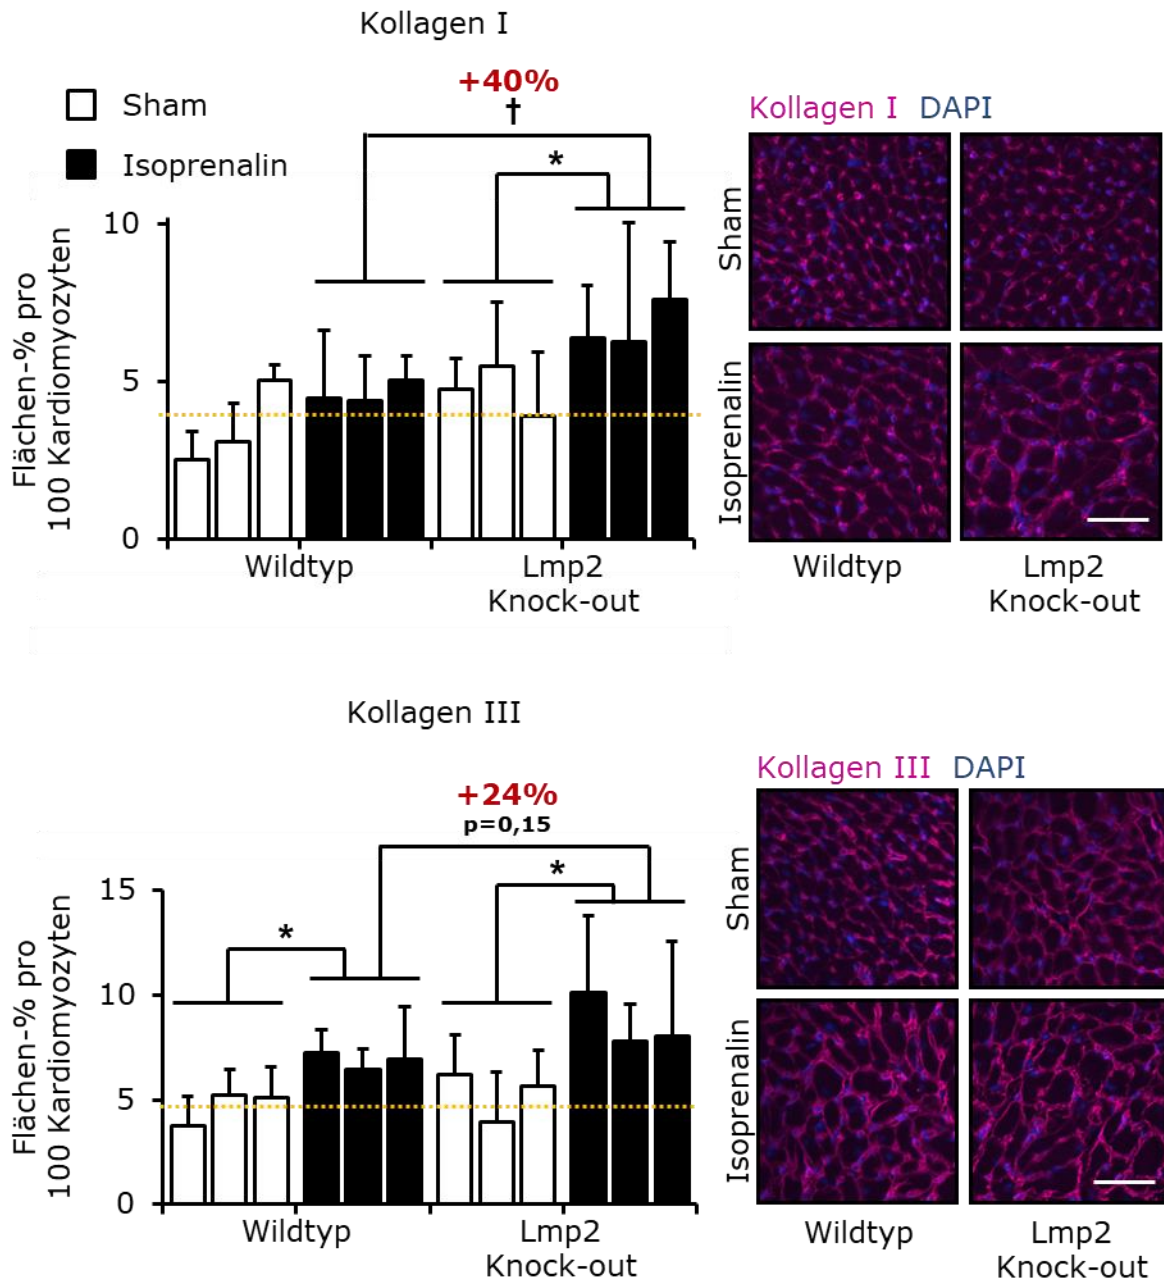 Kollagen I
Sham
Isoprenalin
+40%
†
*
Flächen-% pro
100 Kardiomyozyten
10
5
0
Wildtyp
Lmp2
Knock-out
Kollagen I DAPI
Sham
Isoprenalin
Wildtyp
Lmp2
Knock-out
Kollagen III
+24%
p=0,15
*
*
Flächen-% pro
100 Kardiomyozyten
15
10
5
0
Wildtyp
Lmp2
Knock-out
Kollagen III DAPI
Sham
Isoprenalin
Wildtyp
Lmp2
Knock-out